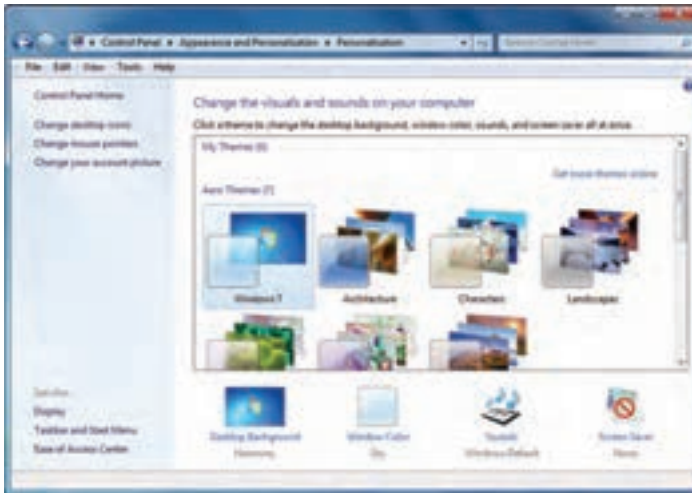 Control Panel ▸ Appearance and Personalization ▸ Personalization
File Edit View Tools Help
Control Panel Home
Change desktop icons
Change mouse pointers
Change your account picture
Change the visuals and sounds on your computer
Click a theme to change the desktop background, window color, sounds, and screen saver all at once.
My Themes (6)
Get more themes online
Aero Themes (7)
Windows 7 Architecture Characters Landscapes
See also
Display
Taskbar and Start Menu
Ease of Access Center
Desktop Background Window Color Sounds Screen Saver
Harmony Sky Windows Default None